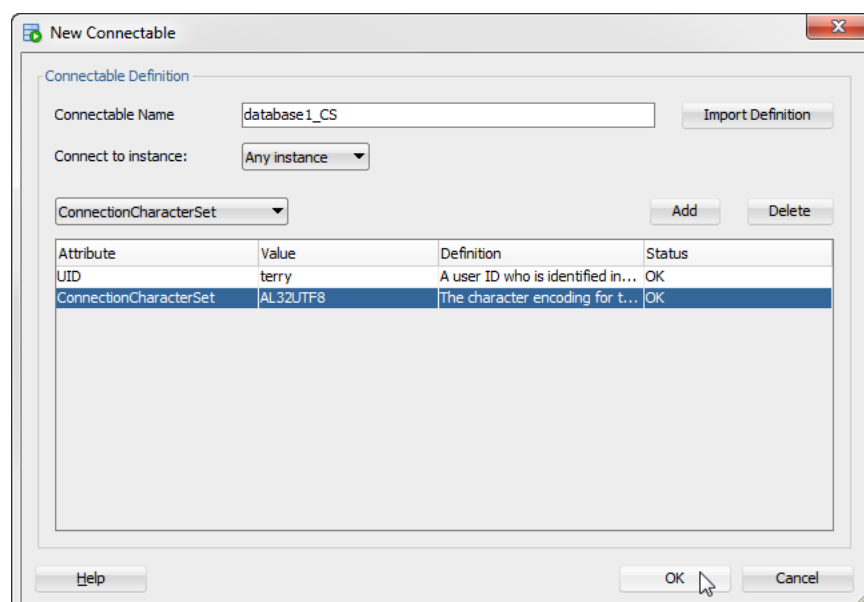 New Connectable
Connectable Definition
Connectable Name database1_CS Import Definition
Connect to instance: Any instance
ConnectionCharacterSet Add Delete
Attribute Value Definition Status
UID terry A user ID who is identified in... OK
ConnectionCharacterSet AL32UTF8 The character encoding for t... OK
Help OK Cancel